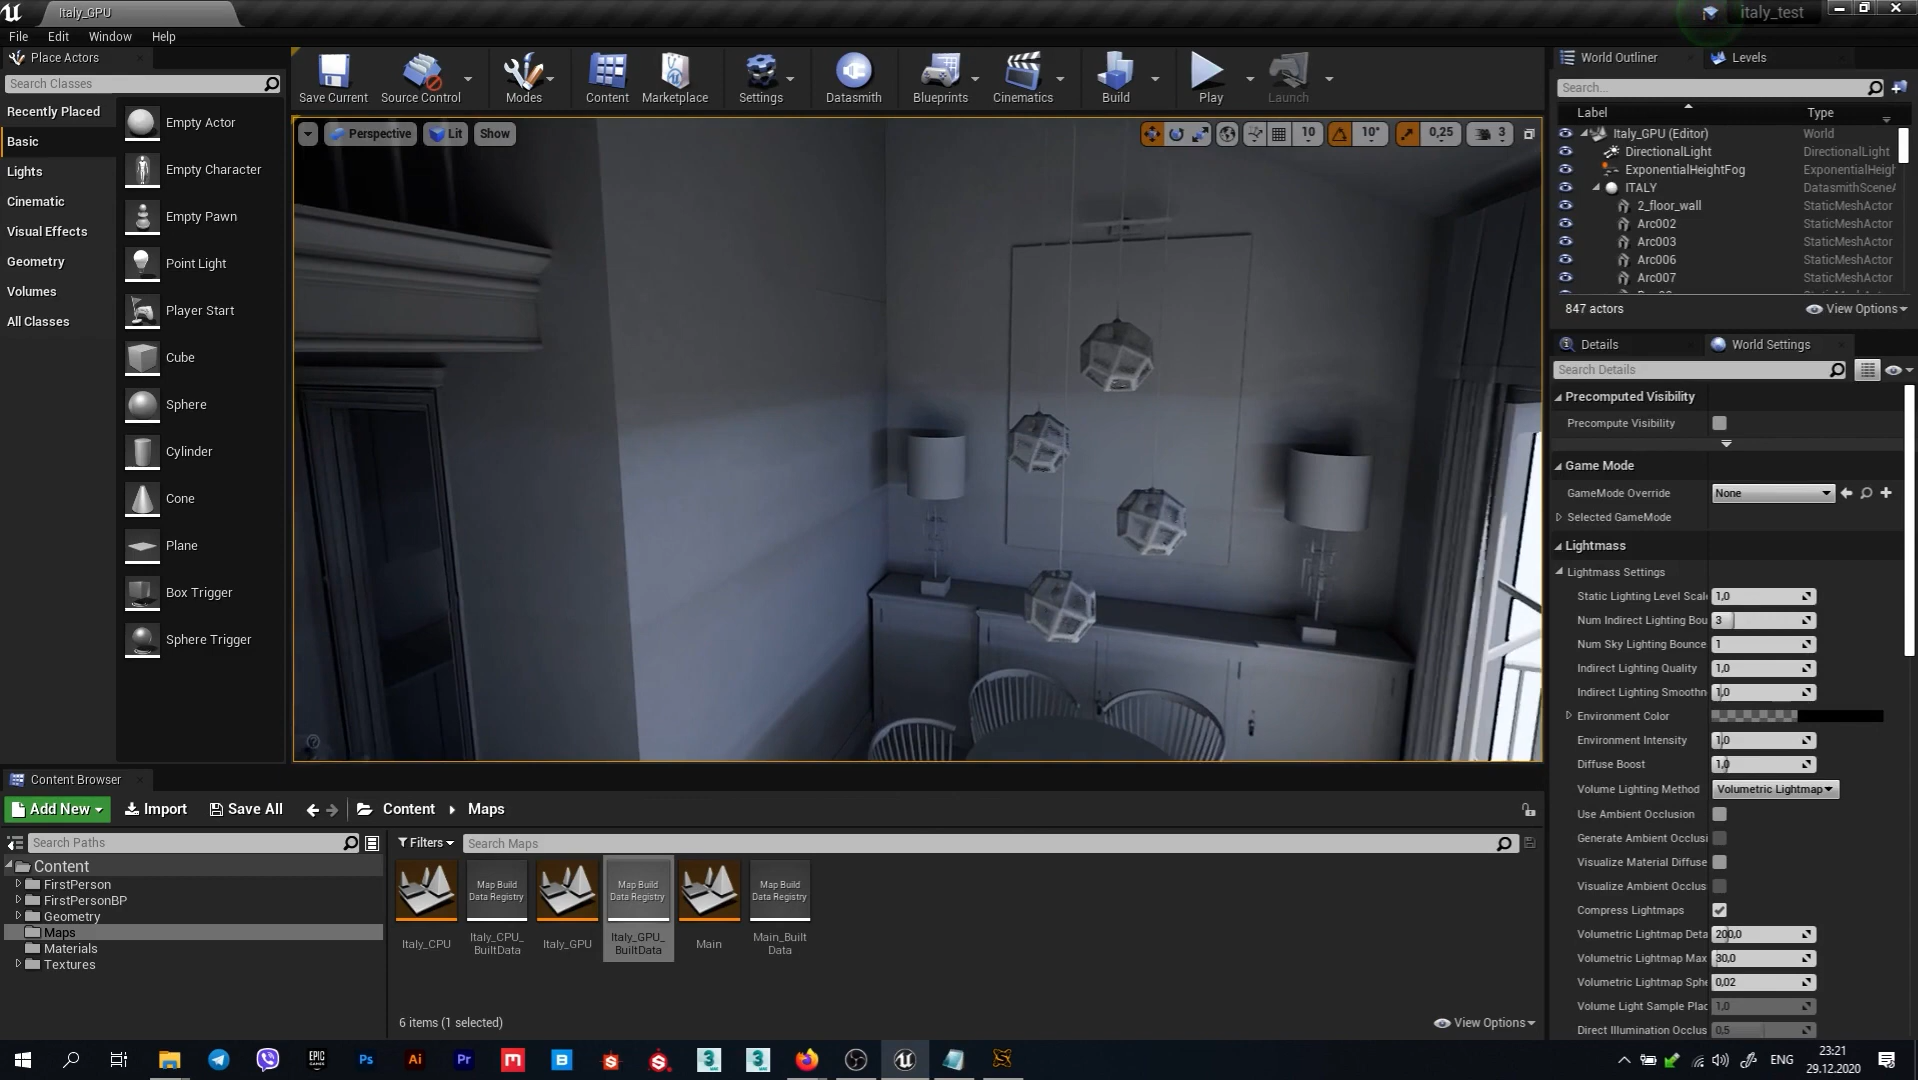 Italy_GPU
italy_test
File Edit Window Help
Place Actors
Search Classes
Recently Placed
Basic
Lights
Cinematic
Visual Effects
Geometry
Volumes
All Classes
Empty Actor
Empty Character
Empty Pawn
Point Light
Player Start
Cube
Sphere
Cylinder
Cone
Plane
Box Trigger
Sphere Trigger
Save Current
Source Control
Modes
Content
Marketplace
Settings
Datasmith
Blueprints
Cinematics
Build
Play
Launch
Perspective
Lit
Show
10
10°
0,25
3
World Outliner
Levels
Search...
Label Type
Italy_GPU (Editor) World
DirectionalLight DirectionalLight
ExponentialHeightFog ExponentialHeigh
ITALY DatasmithSceneA
2_floor_wall StaticMeshActor
Arc002 StaticMeshActor
Arc003 StaticMeshActor
Arc006 StaticMeshActor
Arc007 StaticMeshActor
847 actors
View Options
Details
World Settings
Search Details
Precomputed Visibility
Precompute Visibility
Game Mode
GameMode Override None
Selected GameMode
Lightmass
Lightmass Settings
Static Lighting Level Scale 1,0
Num Indirect Lighting Bou 3
Num Sky Lighting Bounce 1
Indirect Lighting Quality 1,0
Indirect Lighting Smoothn 1,0
Environment Color
Environment Intensity 1,0
Diffuse Boost 1,0
Volume Lighting Method Volumetric Lightmap
Use Ambient Occlusion
Generate Ambient Occlusi
Visualize Material Diffuse
Visualize Ambient Occlus
Compress Lightmaps
Volumetric Lightmap Deta 200,0
Volumetric Lightmap Max 30,0
Volumetric Lightmap Sphe 0,02
Volume Light Sample Plac 1,0
Direct Illumination Occlus 0,5
Content Browser
Add New
Import
Save All
Content
Maps
Search Paths
Filters
Search Maps
Content
FirstPerson
FirstPersonBP
Geometry
Maps
Materials
Textures
Map Build
Data Registry
Map Build
Data Registry
Map Build
Data Registry
Italy_CPU
Italy_CPU_
BuiltData
Italy_GPU
Italy_GPU_
BuiltData
Main
Main_Built
Data
6 items (1 selected)
View Options
EPIC
GAMES
Ps
Ai
Pr
3
3
ENG
23:21
29.12.2020